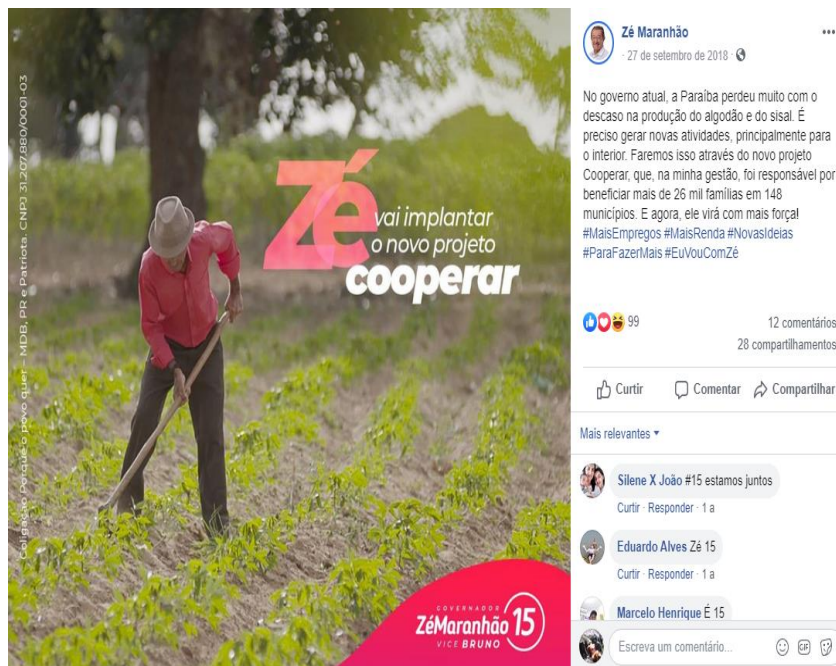 Coligação Porque o povo quer – MDB, PR e Patriota. CNPJ 31.207.880/0001-03
Zé
vai implantar
o novo projeto
cooperar
GOVERNADOR
ZéMaranhão 15
VICE BRUNO
Zé Maranhão
27 de setembro de 2018
No governo atual, a Paraíba perdeu muito com o
descaso na produção do algodão e do sisal. É
preciso gerar novas atividades, principalmente para
o interior. Faremos isso através do novo projeto
Cooperar, que, na minha gestão, foi responsável por
beneficiar mais de 26 mil famílias em 148
municípios. E agora, ele virá com mais força!
#MaisEmpregos #MaisRenda #NovasIdeias
#ParaFazerMais #EuVouComZé
99
12 comentários
28 compartilhamentos
Curtir Comentar Compartilhar
Mais relevantes
Silene X João #15 estamos juntos
Curtir · Responder · 1 a
Eduardo Alves Zé 15
Curtir · Responder · 1 a
Marcelo Henrique É 15
Escreva um comentário...
GIF